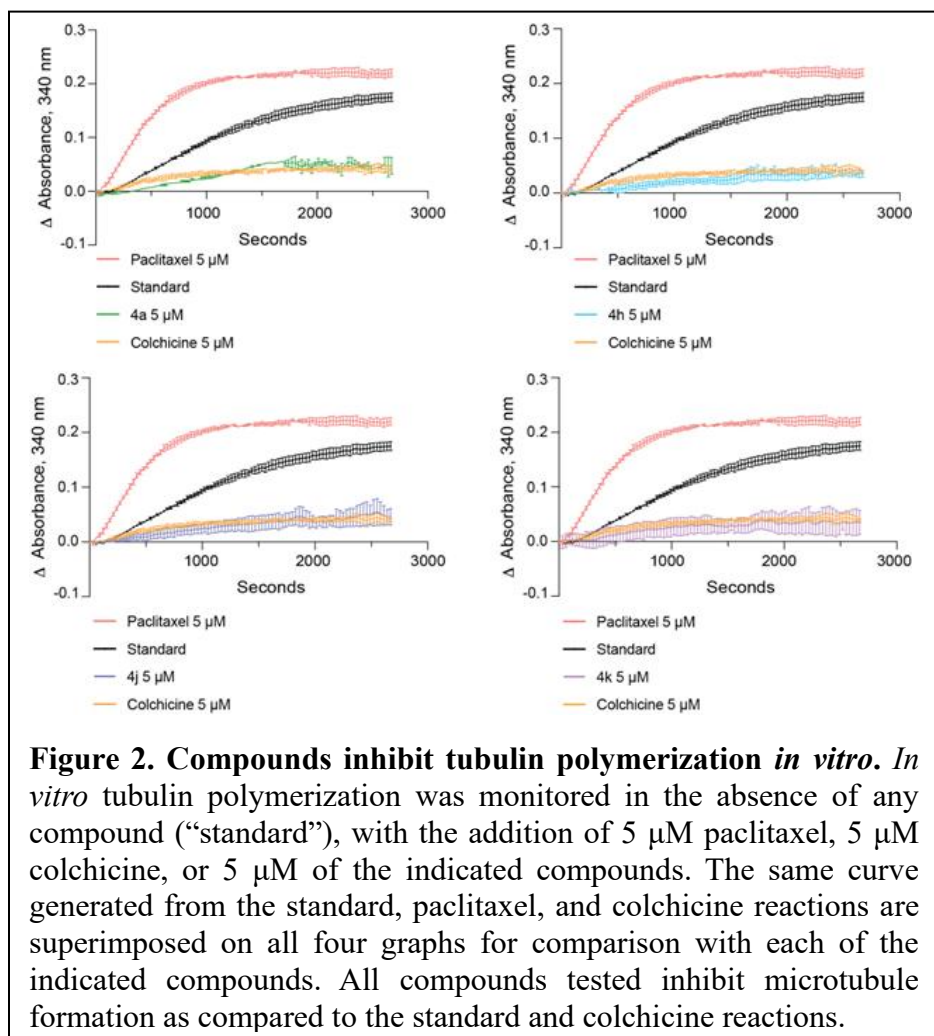 0.3
0.2
0.1
0.0
-0.1
Δ Absorbance, 340 nm
1000
2000
3000
Seconds
Paclitaxel 5 µM
Standard
4a 5 µM
Colchicine 5 µM
0.3
0.2
0.1
0.0
-0.1
Δ Absorbance, 340 nm
1000
2000
3000
Seconds
Paclitaxel 5 µM
Standard
4h 5 µM
Colchicine 5 µM
0.3
0.2
0.1
0.0
-0.1
Δ Absorbance, 340 nm
1000
2000
3000
Seconds
Paclitaxel 5 µM
Standard
4j 5 µM
Colchicine 5 µM
0.3
0.2
0.1
0.0
-0.1
Δ Absorbance, 340 nm
1000
2000
3000
Seconds
Paclitaxel 5 µM
Standard
4k 5 µM
Colchicine 5 µM
Figure 2. Compounds inhibit tubulin polymerization in vitro. In
vitro tubulin polymerization was monitored in the absence of any
compound (“standard”), with the addition of 5 μM paclitaxel, 5 μM
colchicine, or 5 μM of the indicated compounds. The same curve
generated from the standard, paclitaxel, and colchicine reactions are
superimposed on all four graphs for comparison with each of the
indicated compounds. All compounds tested inhibit microtubule
formation as compared to the standard and colchicine reactions.